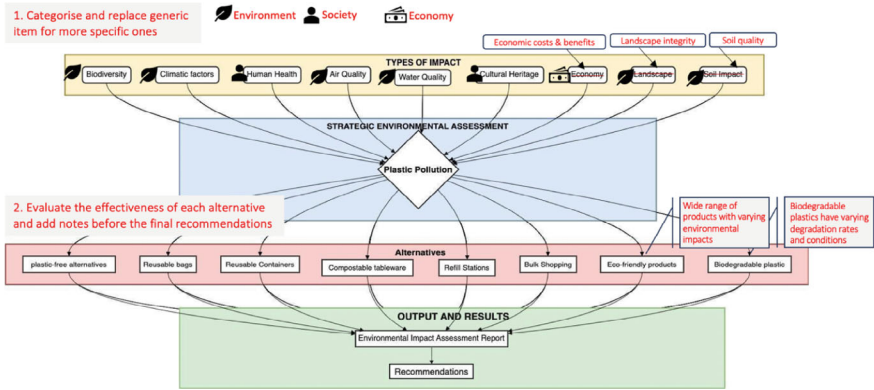 1. Categorise and replace generic
item for more specific ones
Environment
Society
Economy
Economic costs & benefits
Landscape integrity
Soil quality
TYPES OF IMPACT
Biodiversity
Climatic factors
Human Health
Air Quality
Water Quality
Cultural Heritage
Economy
Landscape
Soil Impact
STRATEGIC ENVIRONMENTAL ASSESSMENT
Plastic Pollution
2. Evaluate the effectiveness of each alternative
and add notes before the final recommendations
Wide range of
products with varying
environmental
impacts
Biodegradable
plastics have varying
degradation rates
and conditions
Alternatives
plastic-free alternatives
Reusable bags
Reusable Containers
Compostable tableware
Refill Stations
Bulk Shopping
Eco-friendly products
Biodegradable plastic
OUTPUT AND RESULTS
Environmental Impact Assessment Report
Recommendations